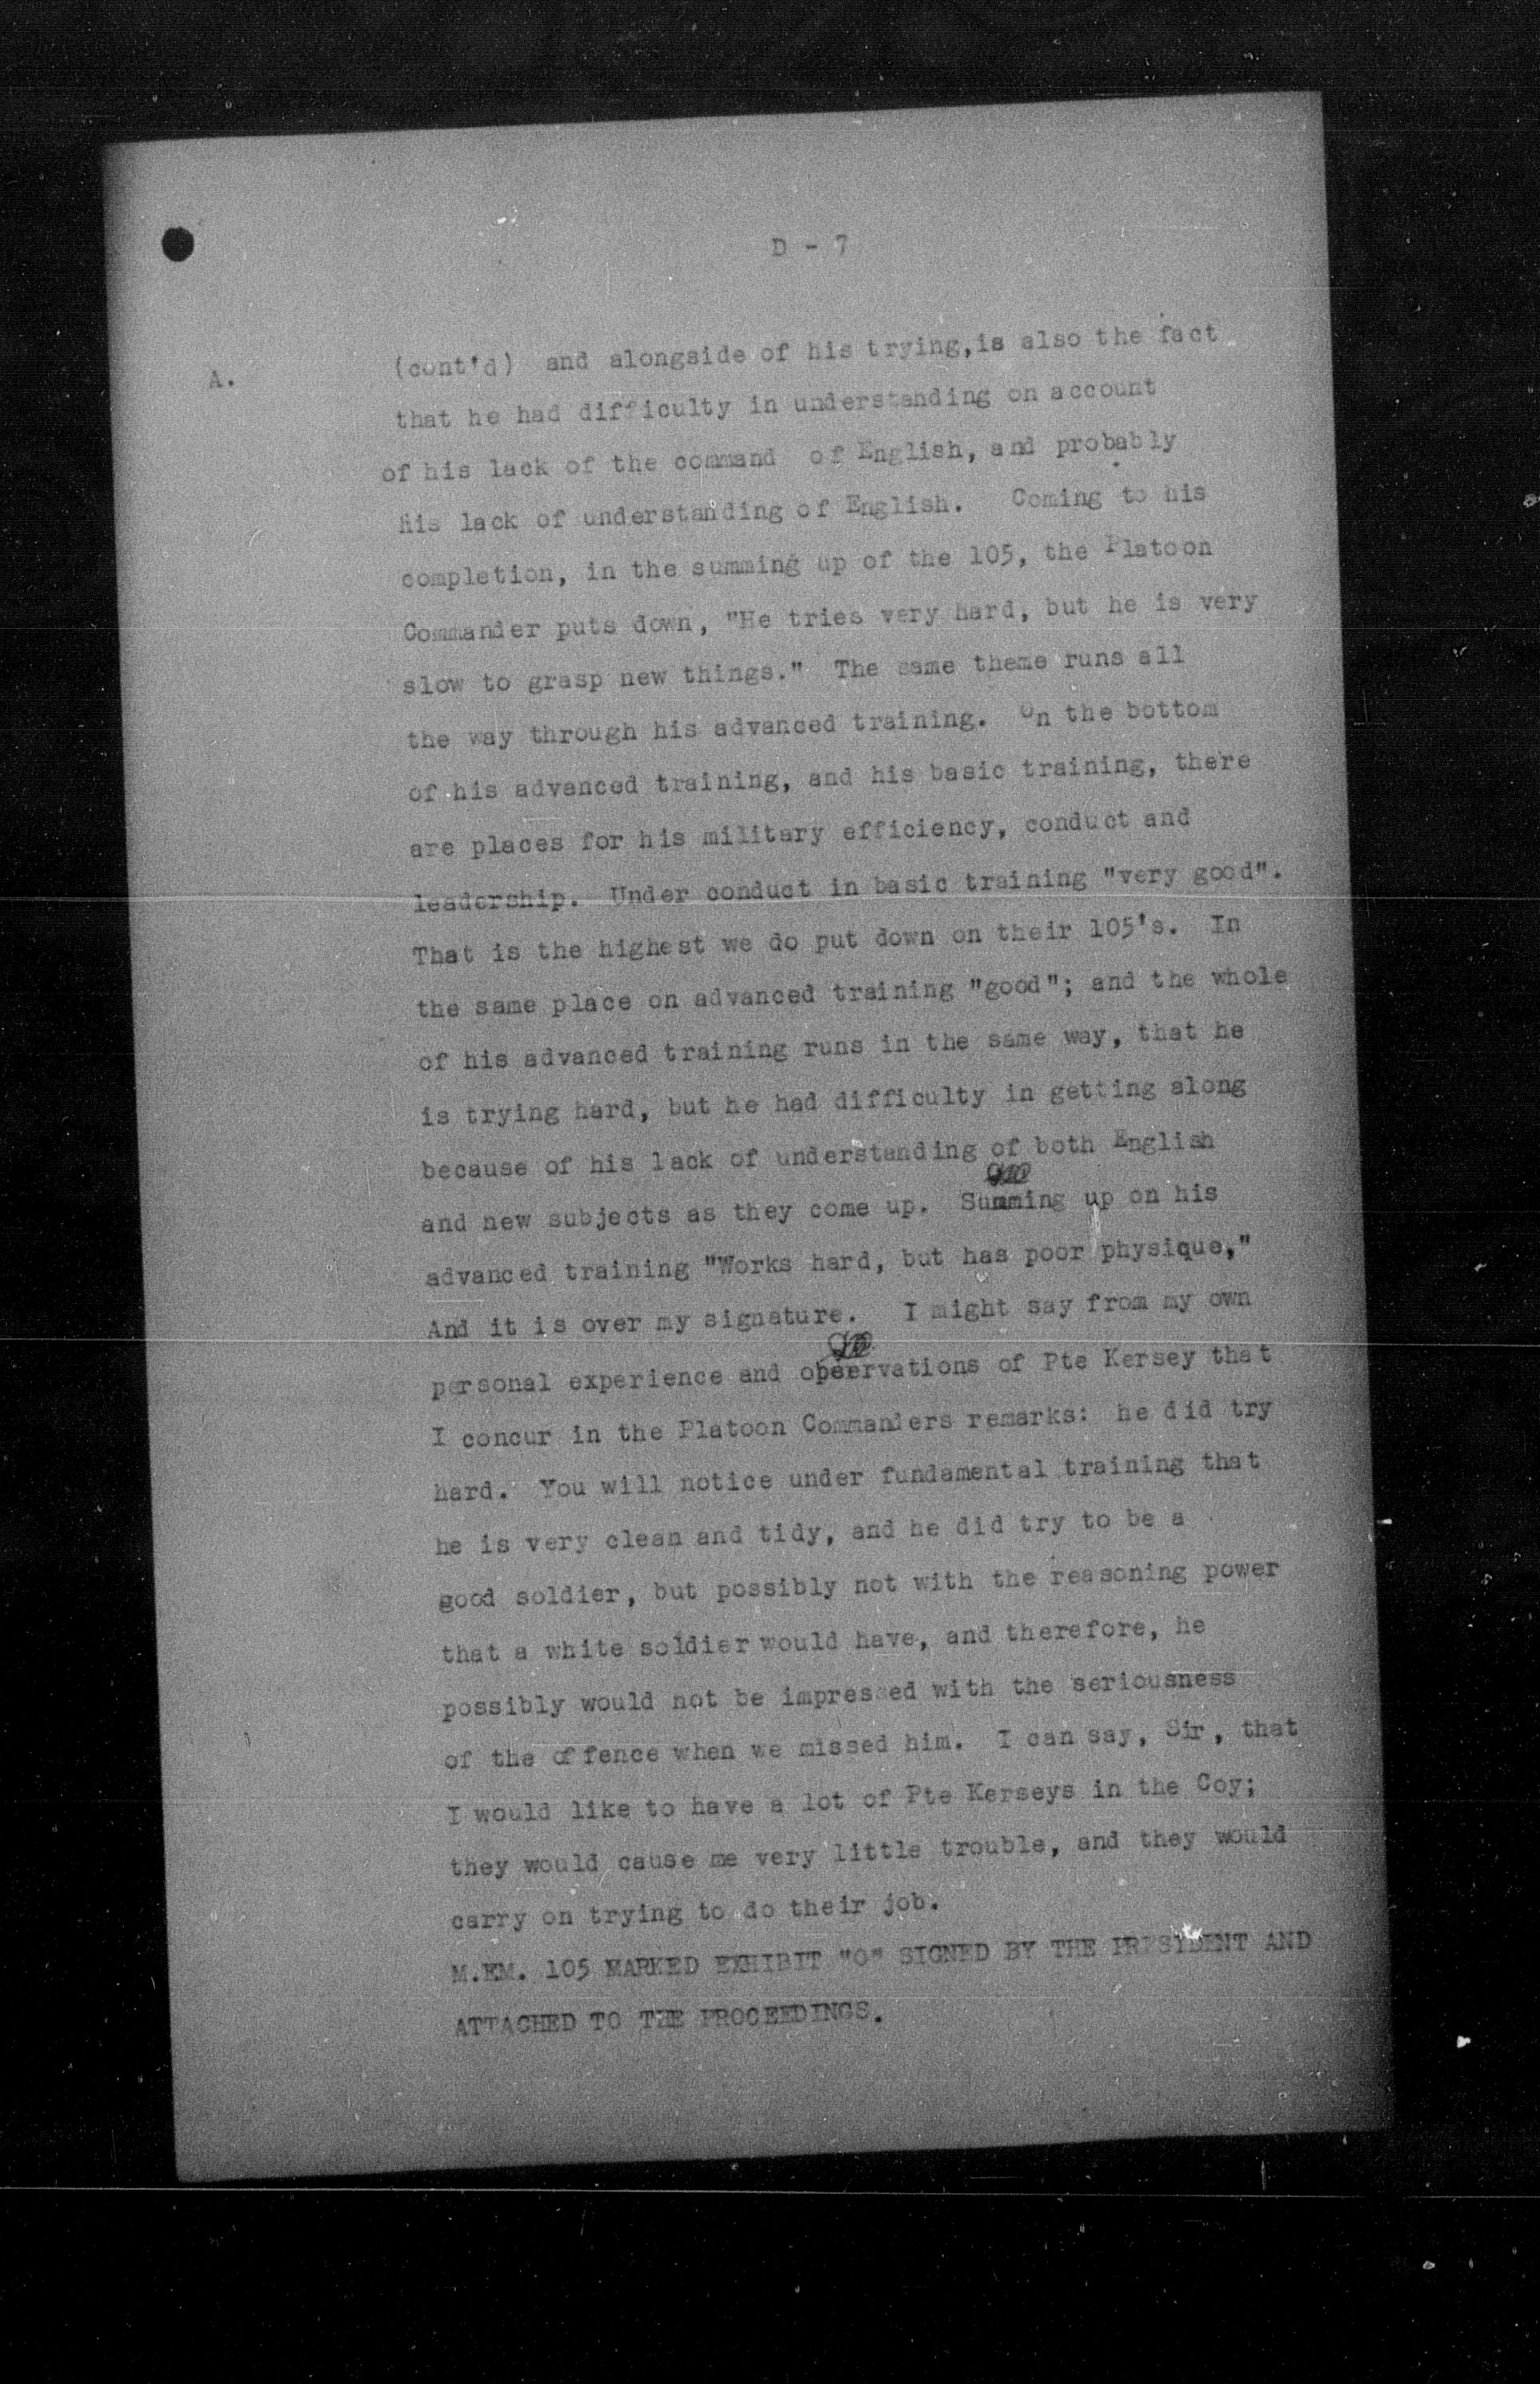 D - 7
A. (cont'd) and alongside of his trying,is also the fact
that he had difficulty in understanding on account
of his lack of the command of English, and probably
his lack of understanding of English. Coming to his
completion, in the summing up of the 105, the Platoon
Commander puts down, "He tries very hard, but he is very
slow to grasp new things." The same theme runs all
the way through his advanced training. On the bottom
of his advanced training, and his basic training, there
are places for his military efficiency, conduct and
leadership. Under conduct in basic training "very good".
That is the highest we do put down on their 105's. In
the same place on advanced training "good"; and the whole
of his advanced training runs in the same way, that he
is trying hard, but he had difficulty in getting along
because of his lack of understanding of both English
and new subjects as they come up. Summing up on his
advanced training "Works hard, but has poor physique,"
And it is over my signature. I might say from my own
personal experience and observations of Pte Kersey that
I concur in the Platoon Commanders remarks: he did try
hard. You will notice under fundamental training that
he is very clean and tidy, and he did try to be a
good soldier, but possibly not with the reasoning power
that a white soldier would have, and therefore, he
possibly would not be impressed with the seriousness
of the offence when we missed him. I can say, Sir, that
I would like to have a lot of Pte Kerseys in the Coy;
they would cause me very little trouble, and they would
carry on trying to do their job.
M.FM. 105 MARKED EXHIBIT "O" SIGNED BY THE PRESIDENT AND
ATTACHED TO THE PROCEEDINGS.